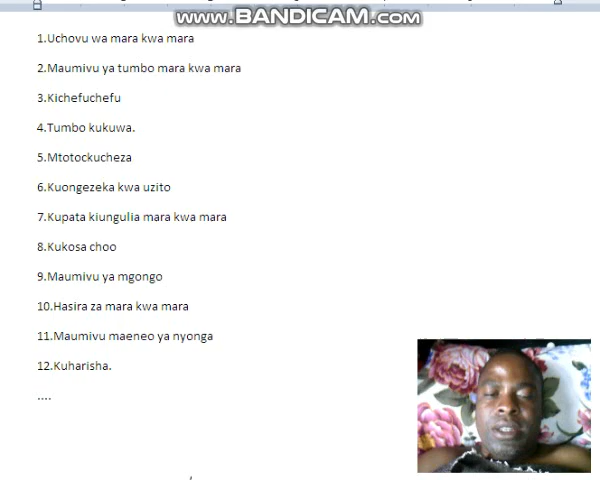 www.BANDICAM.com
1.Uchovu wa mara kwa mara
2.Maumivu ya tumbo mara kwa mara
3.Kichefuchefu
4.Tumbo kukuwa.
5.Mtotockucheza
6.Kuongezeka kwa uzito
7.Kupata kiungulia mara kwa mara
8.Kukosa choo
9.Maumivu ya mgongo
10.Hasira za mara kwa mara
11.Maumivu maeneo ya nyonga
12.Kuharisha.
....